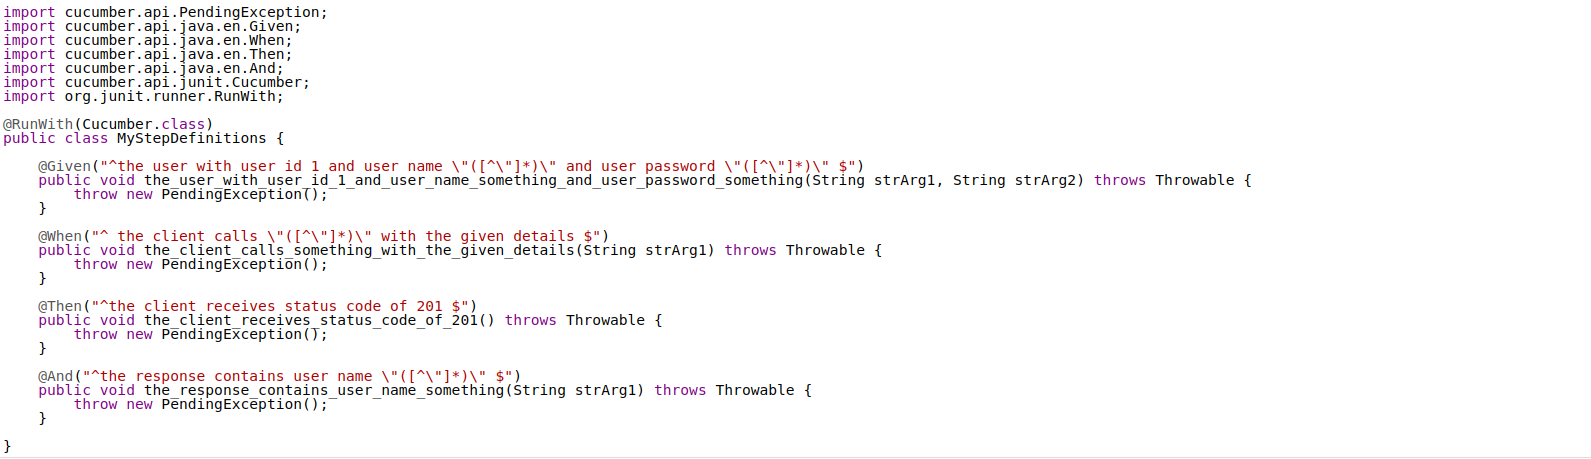 import cucumber.api.PendingException;
import cucumber.api.java.en.Given;
import cucumber.api.java.en.When;
import cucumber.api.java.en.Then;
import cucumber.api.java.en.And;
import cucumber.api.junit.Cucumber;
import org.junit.runner.RunWith;

@RunWith(Cucumber.class)
public class MyStepDefinitions {

    @Given("^the user with user id 1 and user name \"([^\"]*)\" and user password \"([^\"]*)\" $")
    public void the_user_with_user_id_1_and_user_name_something_and_user_password_something(String strArg1, String strArg2) throws Throwable {
        throw new PendingException();
    }

    @When("^ the client calls \"([^\"]*)\" with the given details $")
    public void the_client_calls_something_with_the_given_details(String strArg1) throws Throwable {
        throw new PendingException();
    }

    @Then("^the client receives status code of 201 $")
    public void the_client_receives_status_code_of_201() throws Throwable {
        throw new PendingException();
    }

    @And("^the response contains user name \"([^\"]*)\" $")
    public void the_response_contains_user_name_something(String strArg1) throws Throwable {
        throw new PendingException();
    }

}